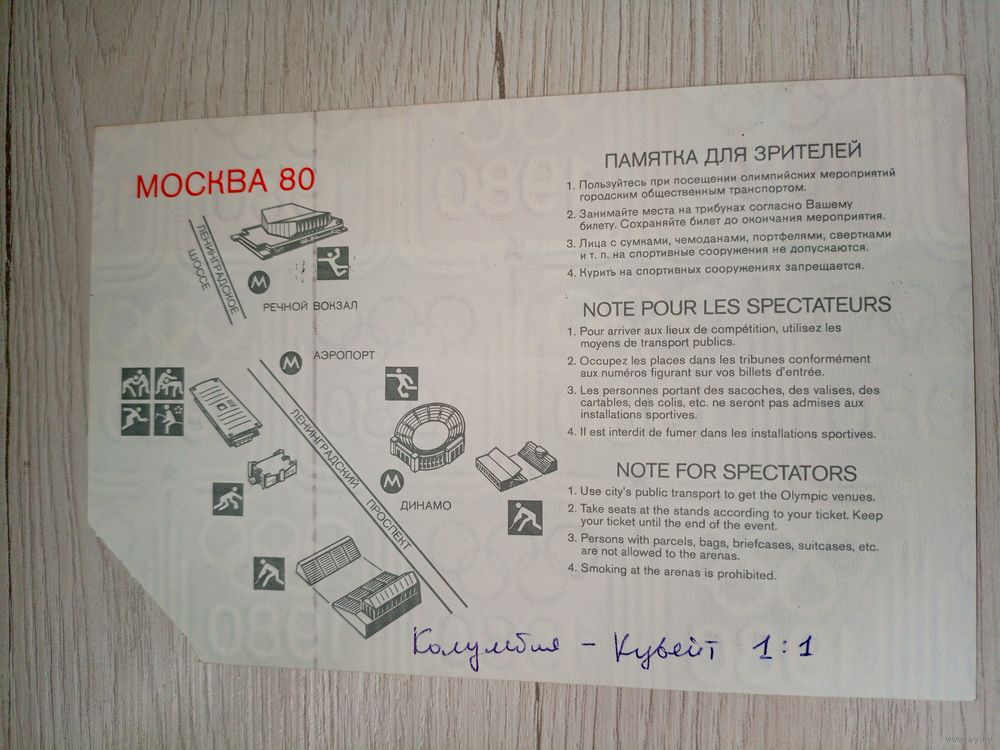 МОСКВА 80
ЛЕНИНГРАДСКОЕ
ШОССЕ
М
РЕЧНОЙ ВОКЗАЛ
М
АЭРОПОРТ
ЛЕНИНГРАДСКИЙ ПРОСПЕКТ
М
ДИНАМО
ПАМЯТКА ДЛЯ ЗРИТЕЛЕЙ
1. Пользуйтесь при посещении олимпийских мероприятий
городским общественным транспортом.
2. Занимайте места на трибунах согласно Вашему
билету. Сохраняйте билет до окончания мероприятия.
3. Лица с сумками, чемоданами, портфелями, свертками
и т. п. на спортивные сооружения не допускаются.
4. Курить на спортивных сооружениях запрещается.
NOTE POUR LES SPECTATEURS
1. Pour arriver aux lieux de compétition, utilisez les
moyens de transport publics.
2. Occupez les places dans les tribunes conformément
aux numéros figurant sur vos billets d'entrée.
3. Les personnes portant des sacoches, des valises, des
cartables, des colis, etc. ne seront pas admises aux
installations sportives.
4. Il est interdit de fumer dans les installations sportives.
NOTE FOR SPECTATORS
1. Use city's public transport to get the Olympic venues.
2. Take seats at the stands according to your ticket. Keep
your ticket until the end of the event.
3. Persons with parcels, bags, briefcases, suitcases, etc.
are not allowed to the arenas.
4. Smoking at the arenas is prohibited.
Колумбия - Кувейт 1:1
1980
1980
www.ay.by